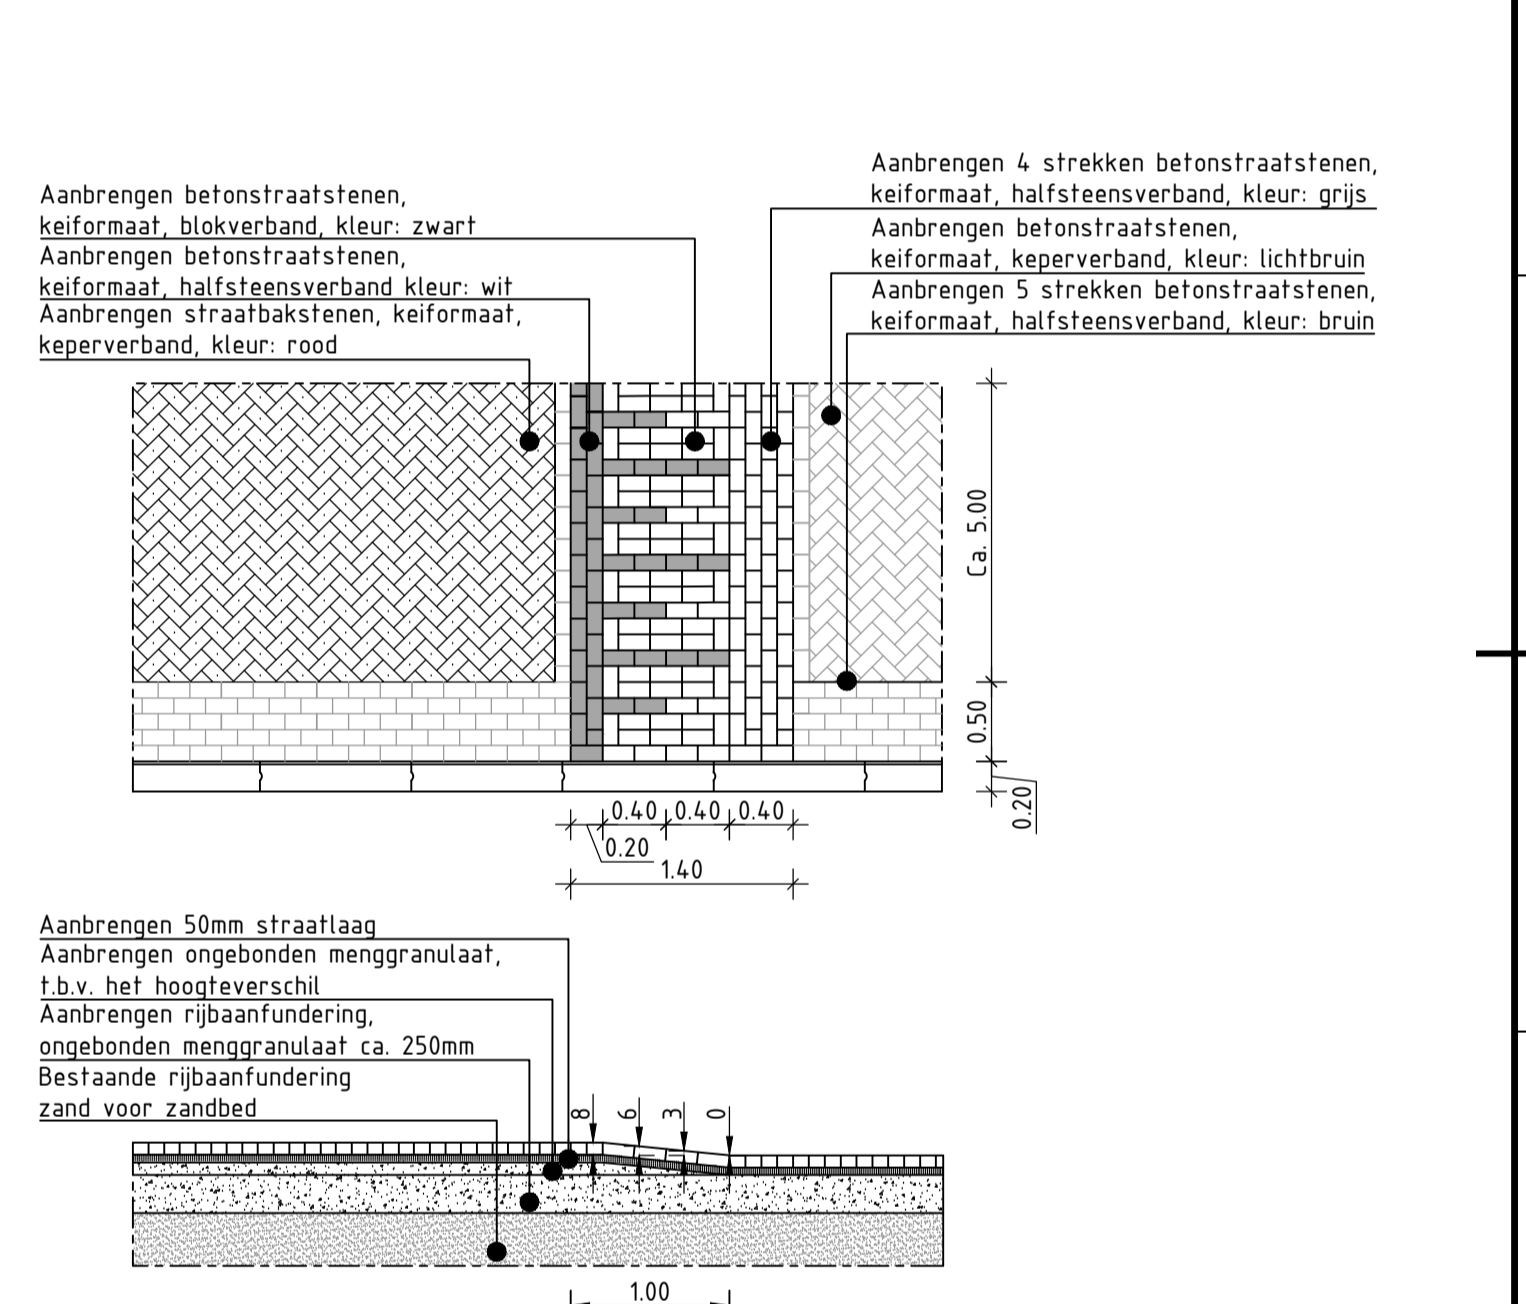 Aanbrengen betonstraatstenen,
keiformaat, blokverband, kleur: zwart
Aanbrengen betonstraatstenen,
keiformaat, halfsteensverband kleur: wit
Aanbrengen straatbakstenen, keiformaat,
keperverband, kleur: rood
Aanbrengen 4 strekken betonstraatstenen,
keiformaat, halfsteensverband, kleur: grijs
Aanbrengen betonstraatstenen,
keiformaat, keperverband, kleur: lichtbruin
Aanbrengen 5 strekken betonstraatstenen,
keiformaat, halfsteensverband, kleur: bruin
Ca. 5.00
0.50
0.20
0.40 0.40 0.40
0.20
1.40
Aanbrengen 50mm straatlaag
Aanbrengen ongebonden menggranulaat,
t.b.v. het hoogteverschil
Aanbrengen rijbaanfundering,
ongebonden menggranulaat ca. 250mm
Bestaande rijbaanfundering
zand voor zandbed
8 6 3 0
1.00